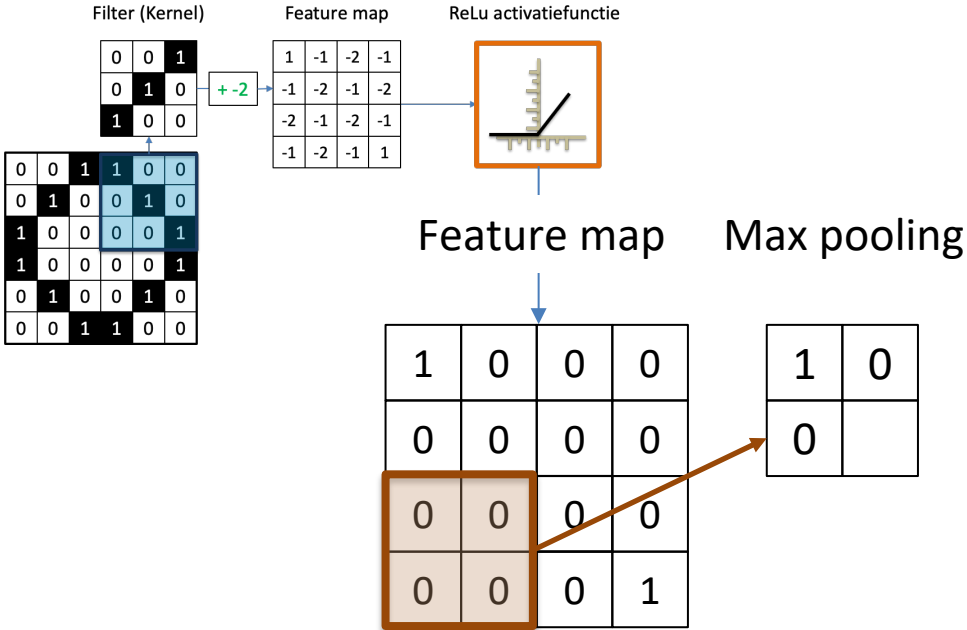 Filter (Kernel)
Feature map
ReLu activatiefunctie
0 0 1
0 1 0
1 0 0
+ -2
1 -1 -2 -1
-1 -2 -1 -2
-2 -1 -2 -1
-1 -2 -1 1
0 0 1 1 0 0
0 1 0 0 1 0
1 0 0 0 0 1
1 0 0 0 0 1
0 1 0 0 1 0
0 0 1 1 0 0
Feature map
Max pooling
1 0 0 0
0 0 0 0
0 0 0 0
0 0 0 1
1 0
0